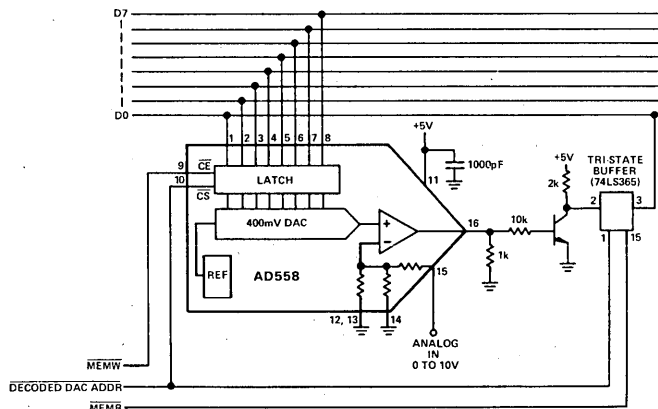 D7
D0
1 2 3 4 5 6 7 8
+5V
1000pF
11
9
CE
10
CS
LATCH
400mV DAC
+
−
REF
AD558
16
10k
1k
15
12, 13
14
ANALOG
IN
0 TO 10V
+5V
2k
TRI-STATE
BUFFER
(74LS365)
2
3
1
15
MEMW
DECODED DAC ADDR
MEMR